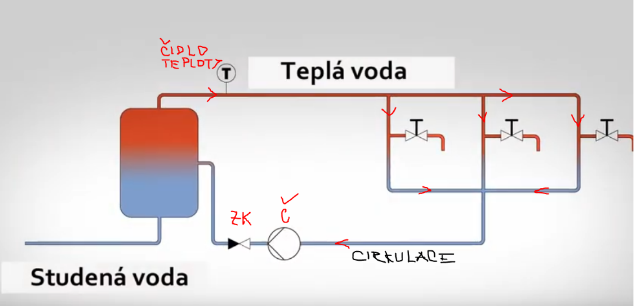 ČIDLO
TEPLOTY
T
Teplá voda
T
T
T
ZK
Č
CIRKULACE
Studená voda